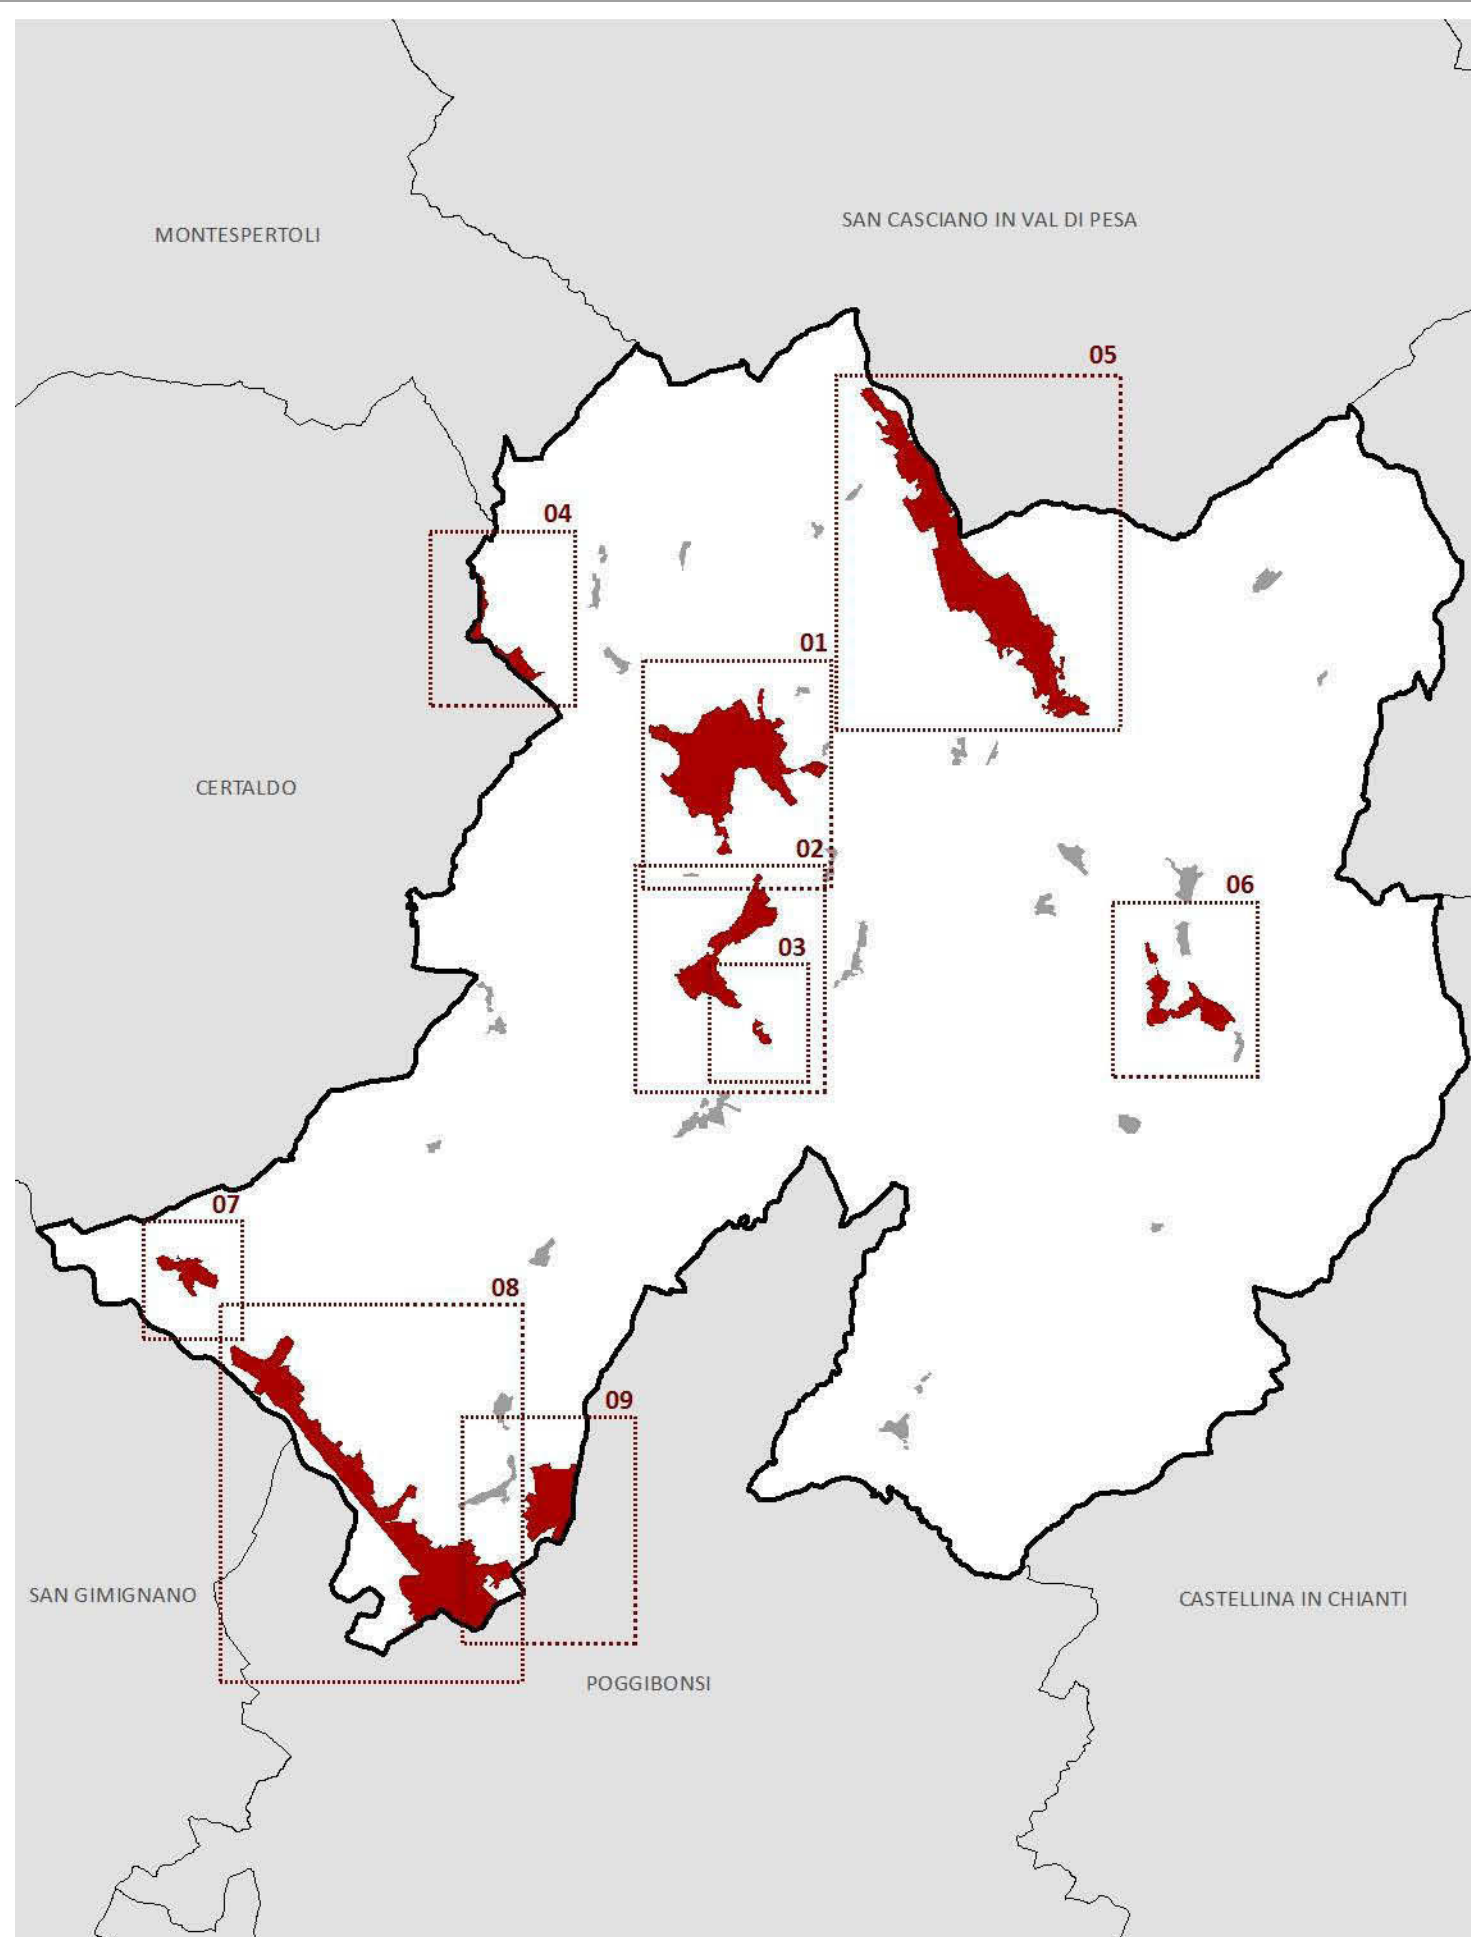 SAN CASCIANO IN VAL DI PESA
MONTESPERTOLI
05
04
01
CERTALDO
02
06
03
07
08
09
SAN GIMIGNANO
CASTELLINA IN CHIANTI
POGGIBONSI